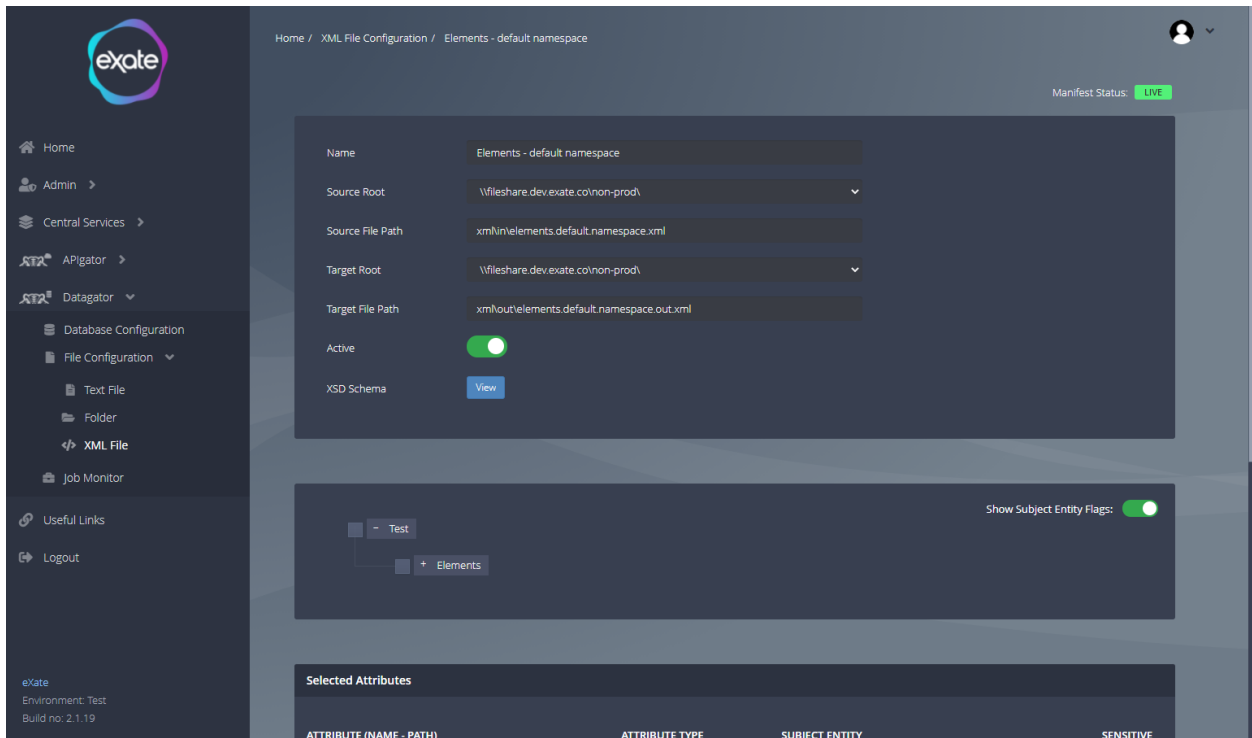 exate
Home / XML File Configuration / Elements - default namespace
Manifest Status: LIVE
Home
Admin
Central Services
APIgator
Datagator
Database Configuration
File Configuration
Text File
Folder
</> XML File
Job Monitor
Useful Links
Logout
eXate
Environment: Test
Build no: 2.1.19
Name Elements - default namespace
Source Root \\fileshare.dev.exate.co\non-prod\
Source File Path xml\in\elements.default.namespace.xml
Target Root \\fileshare.dev.exate.co\non-prod\
Target File Path xml\out\elements.default.namespace.out.xml
Active
XSD Schema View
Show Subject Entity Flags:
- Test
+ Elements
Selected Attributes
ATTRIBUTE (NAME - PATH) ATTRIBUTE TYPE SUBJECT ENTITY SENSITIVE